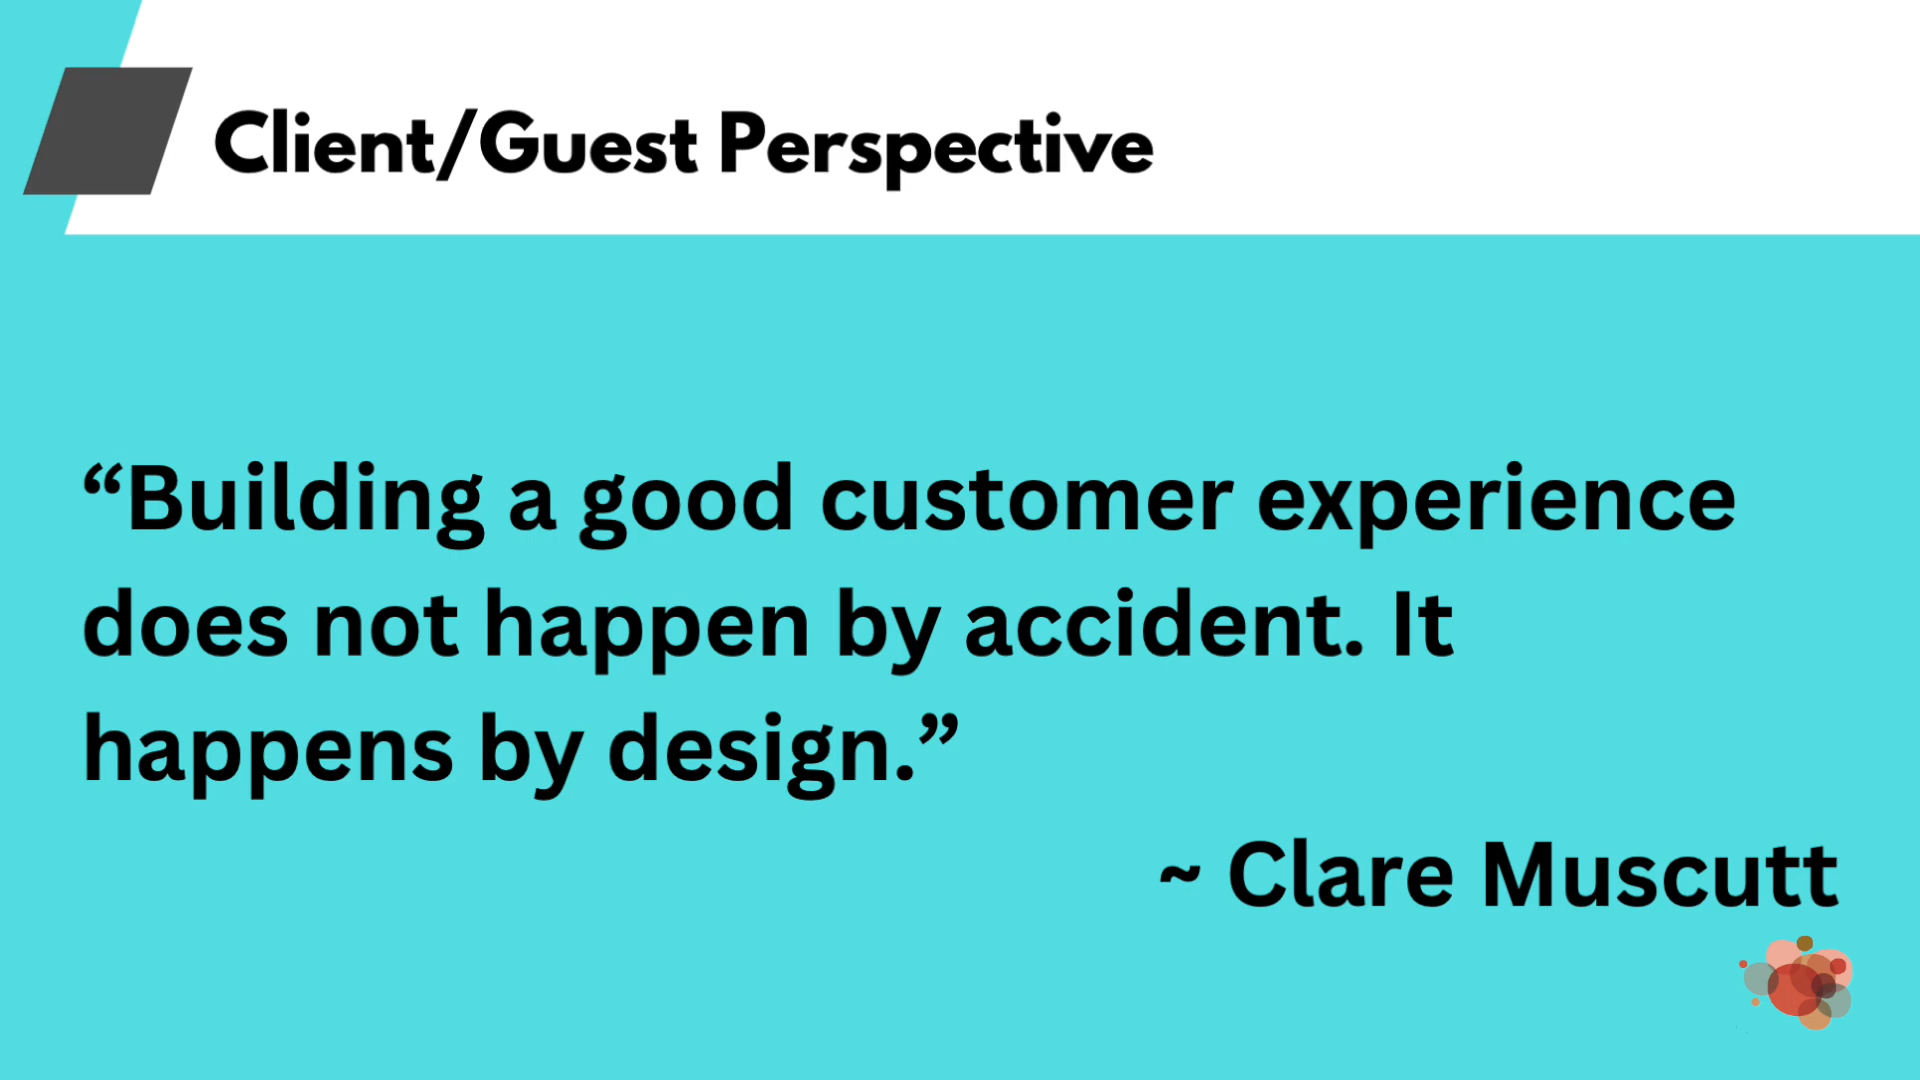 Client/Guest Perspective
“Building a good customer experience
does not happen by accident. It
happens by design.”
~ Clare Muscutt